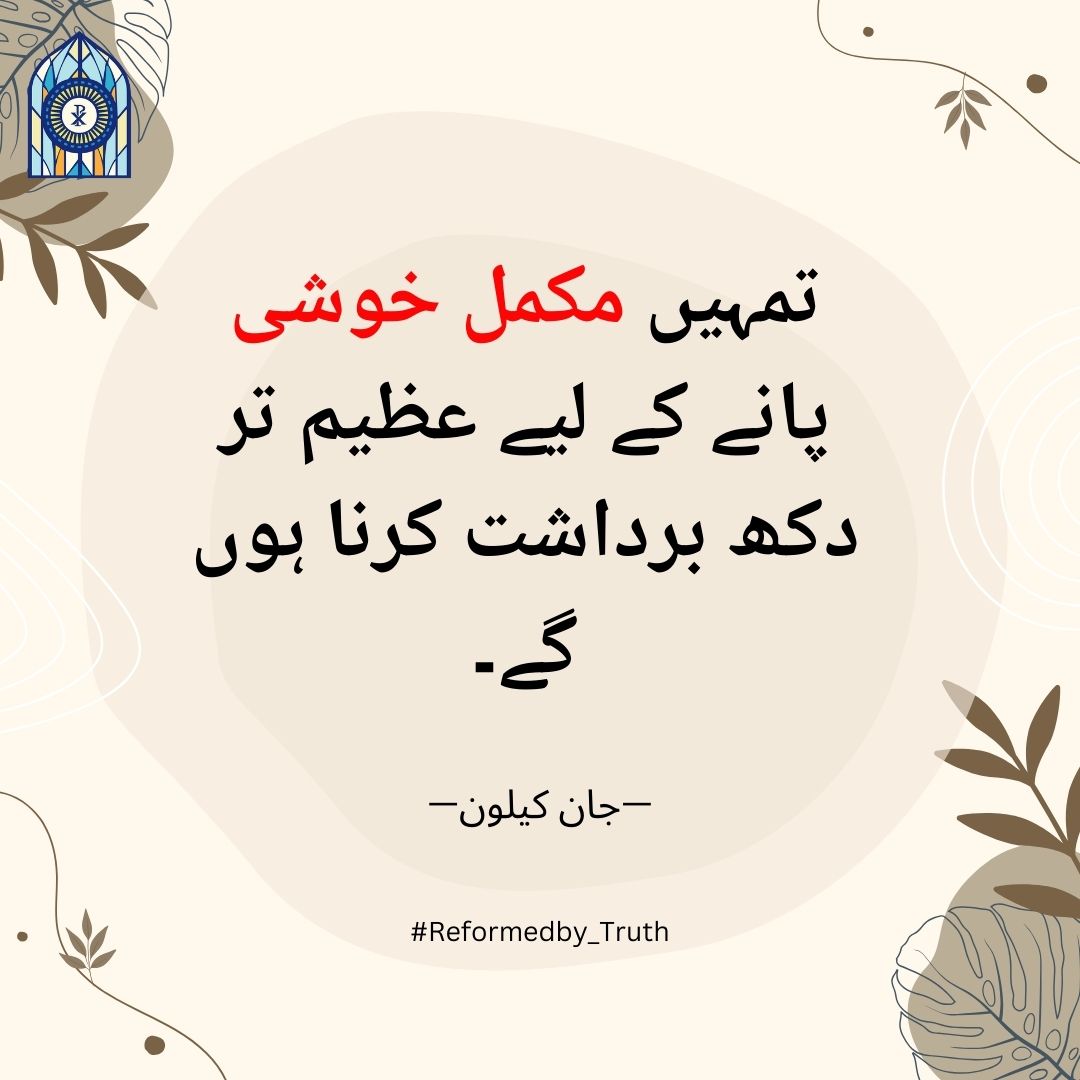 تمہیں مکمل خوشی
پانے کے لیے عظیم تر
دکھ برداشت کرنا ہوں
گے۔
—جان کیلون—
#Reformedby_Truth